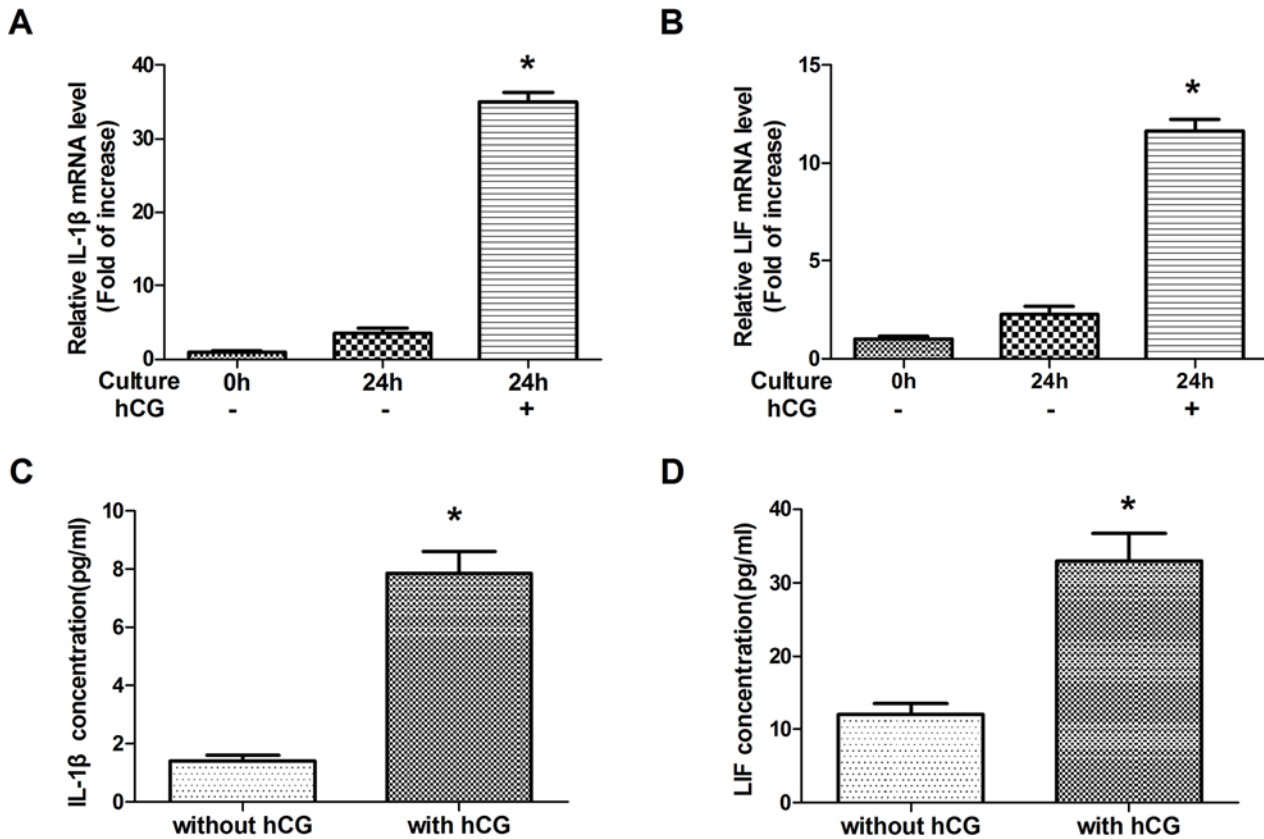 A
Relative IL-1β mRNA level
(Fold of increase)
40
30
20
10
0
*
Culture 0h 24h 24h
hCG - - +
B
Relative LIF mRNA level
(Fold of increase)
15
10
5
0
*
Culture 0h 24h 24h
hCG - - +
C
IL-1β concentration(pg/ml)
10
8
6
4
2
0
*
without hCG with hCG
D
LIF concentration(pg/ml)
40
30
20
10
0
*
without hCG with hCG